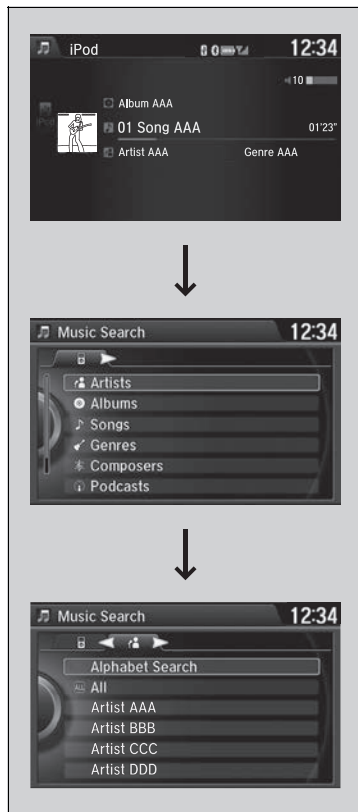 iPod 12:34
10
Album AAA
01 Song AAA 01'23"
Artist AAA Genre AAA
Music Search 12:34
Artists
Albums
Songs
Genres
Composers
Podcasts
Music Search 12:34
Alphabet Search
ALL All
Artist AAA
Artist BBB
Artist CCC
Artist DDD